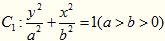 C₁: y²/a² + x²/b² = 1(a > b > 0)